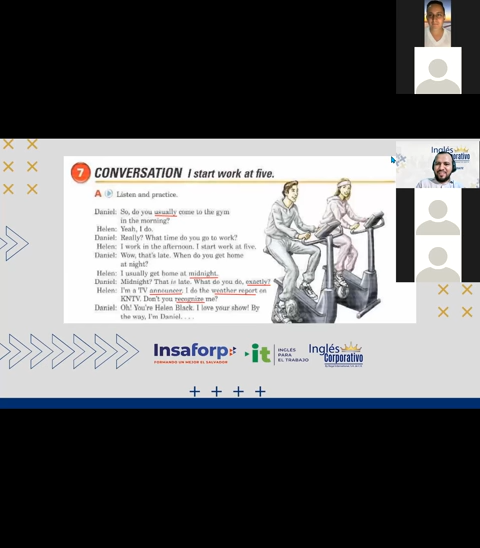 Inglés
Corporativo
7 CONVERSATION I start work at five.
A Listen and practice.
Daniel: So, do you usually come to the gym
in the morning?
Helen: Yeah, I do.
Daniel: Really? What time do you go to work?
Helen: I work in the afternoon. I start work at five.
Daniel: Wow, that's late. When do you get home
at night?
Helen: I usually get home at midnight.
Daniel: Midnight? That is late. What do you do, exactly?
Helen: I'm a TV announcer. I do the weather report on
KNTV. Don't you recognize me?
Daniel: Oh! You're Helen Black. I love your show! By
the way, I'm Daniel. . . .
Insaforp
FORMANDO UN MEJOR EL SALVADOR
it
INGLÉS
PARA
EL TRABAJO
Inglés
Corporativo